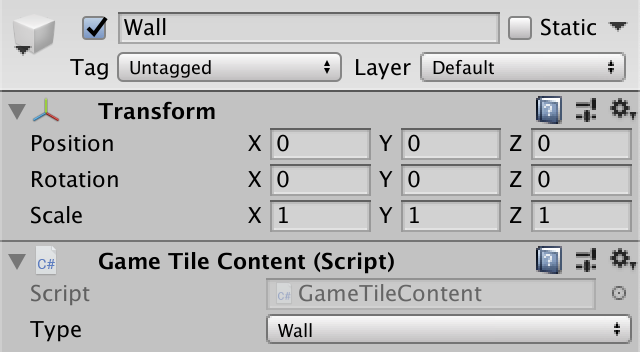 Wall Static
Tag Untagged Layer Default
Transform
Position X 0 Y 0 Z 0
Rotation X 0 Y 0 Z 0
Scale X 1 Y 1 Z 1
C# Game Tile Content (Script)
Script C# GameTileContent
Type Wall